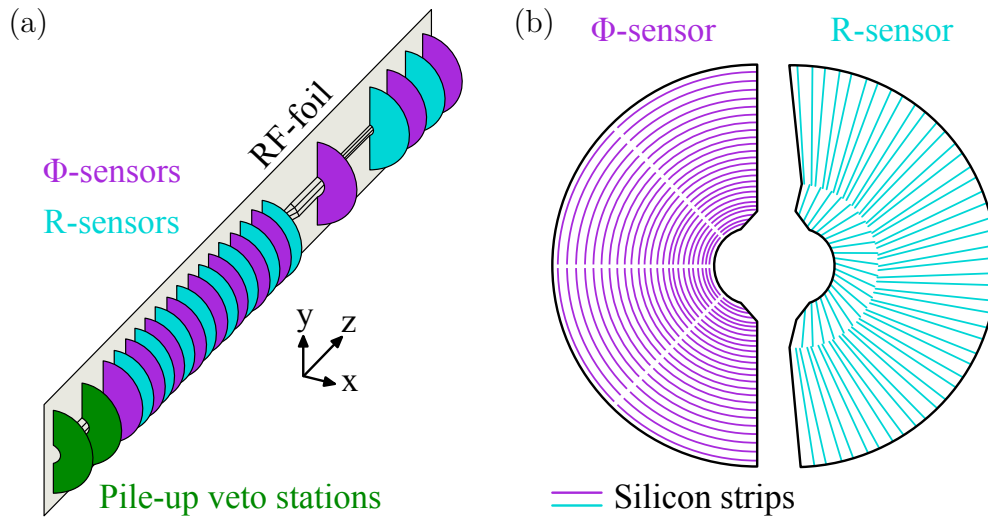 (a)
RF-foil
Φ-sensors
R-sensors
y
z
x
Pile-up veto stations
(b)
Φ-sensor
R-sensor
Silicon strips